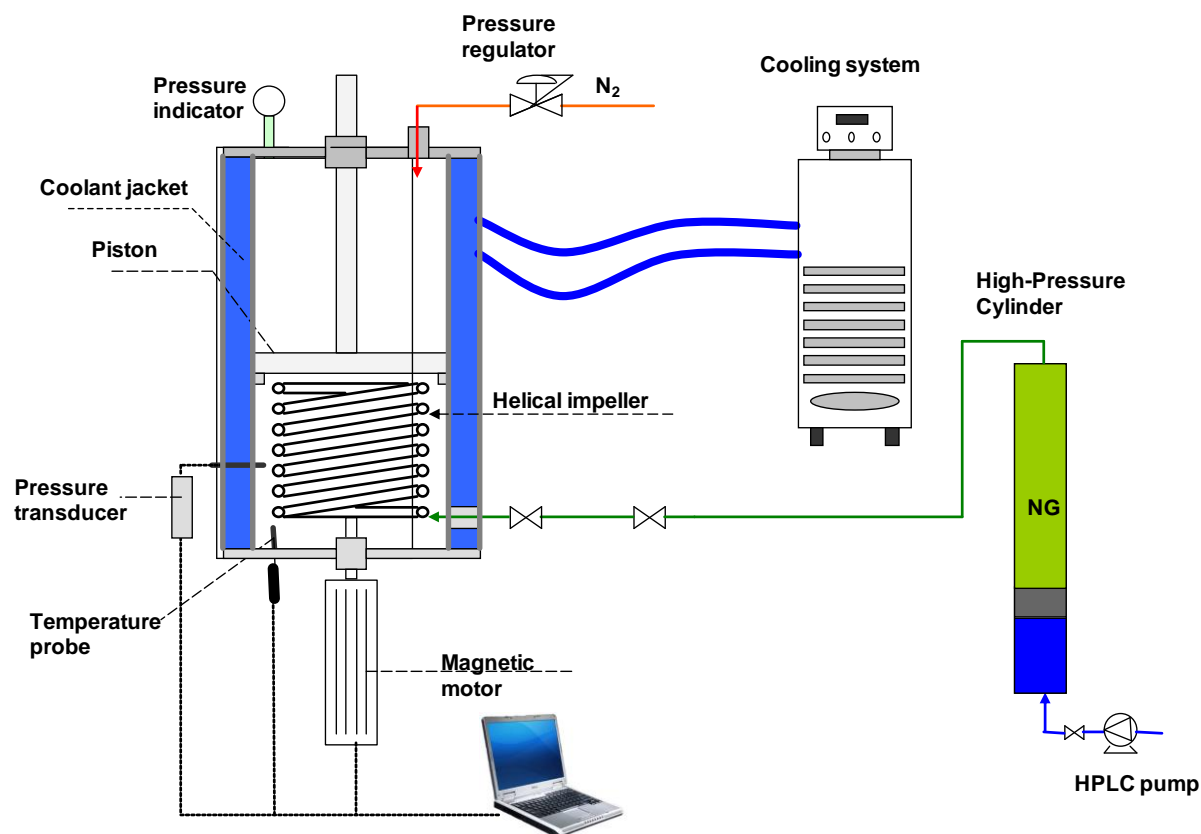 Pressure
regulator
N2
Cooling system
Pressure
indicator
Coolant jacket
Piston
High-Pressure
Cylinder
Helical impeller
Pressure
transducer
NG
Temperature
probe
Magnetic
motor
HPLC pump